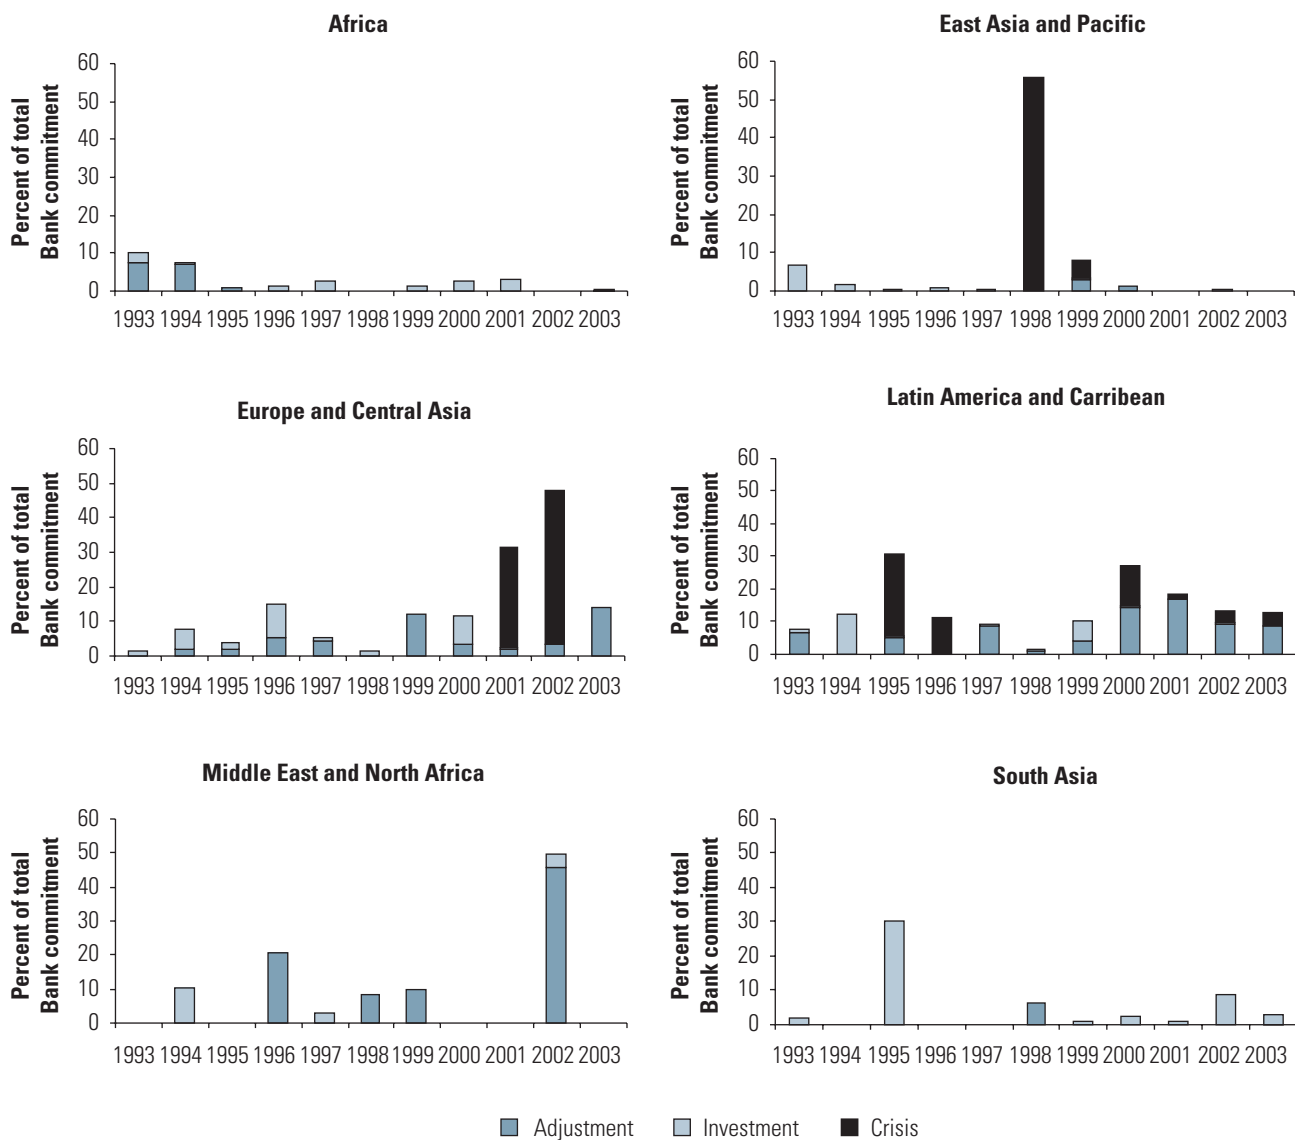 Africa
Percent of total
Bank commitment
60
50
40
30
20
10
0
1993 1994 1995 1996 1997 1998 1999 2000 2001 2002 2003
East Asia and Pacific
Percent of total
Bank commitment
60
50
40
30
20
10
0
1993 1994 1995 1996 1997 1998 1999 2000 2001 2002 2003
Europe and Central Asia
Percent of total
Bank commitment
60
50
40
30
20
10
0
1993 1994 1995 1996 1997 1998 1999 2000 2001 2002 2003
Latin America and Carribean
Percent of total
Bank commitment
60
50
40
30
20
10
0
1993 1994 1995 1996 1997 1998 1999 2000 2001 2002 2003
Middle East and North Africa
Percent of total
Bank commitment
60
50
40
30
20
10
0
1993 1994 1995 1996 1997 1998 1999 2000 2001 2002 2003
South Asia
Percent of total
Bank commitment
60
50
40
30
20
10
0
1993 1994 1995 1996 1997 1998 1999 2000 2001 2002 2003
Adjustment Investment Crisis